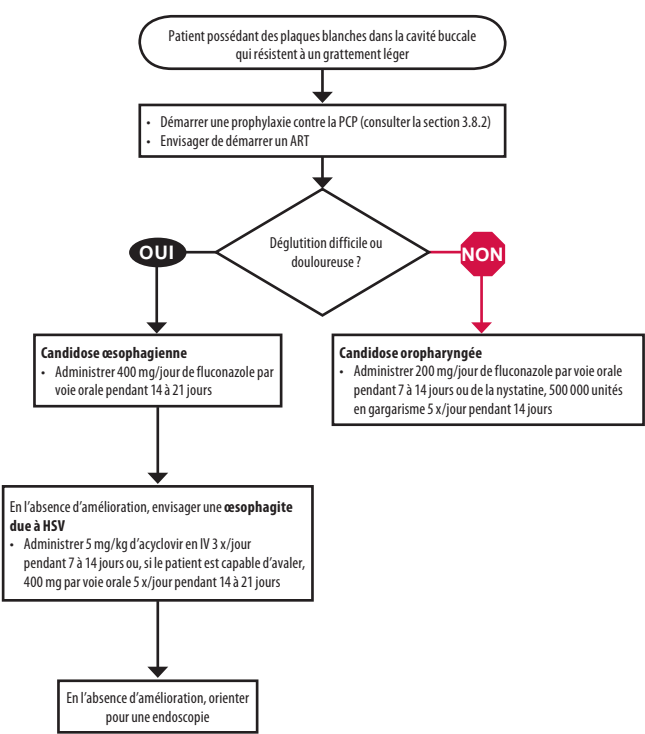 Patient possédant des plaques blanches dans la cavité buccale
qui résistent à un grattement léger
• Démarrer une prophylaxie contre la PCP (consulter la section 3.8.2)
• Envisager de démarrer un ART
Déglutition difficile ou
douloureuse ?
OUI
NON
Candidose œsophagienne
• Administrer 400 mg/jour de fluconazole par
voie orale pendant 14 à 21 jours
Candidose oropharyngée
• Administrer 200 mg/jour de fluconazole par voie orale
pendant 7 à 14 jours ou de la nystatine, 500 000 unités
en gargarisme 5 x/jour pendant 14 jours
En l’absence d’amélioration, envisager une œsophagite
due à HSV
• Administrer 5 mg/kg d’acyclovir en IV 3 x/jour
pendant 7 à 14 jours ou, si le patient est capable d’avaler,
400 mg par voie orale 5 x/jour pendant 14 à 21 jours
En l’absence d’amélioration, orienter
pour une endoscopie